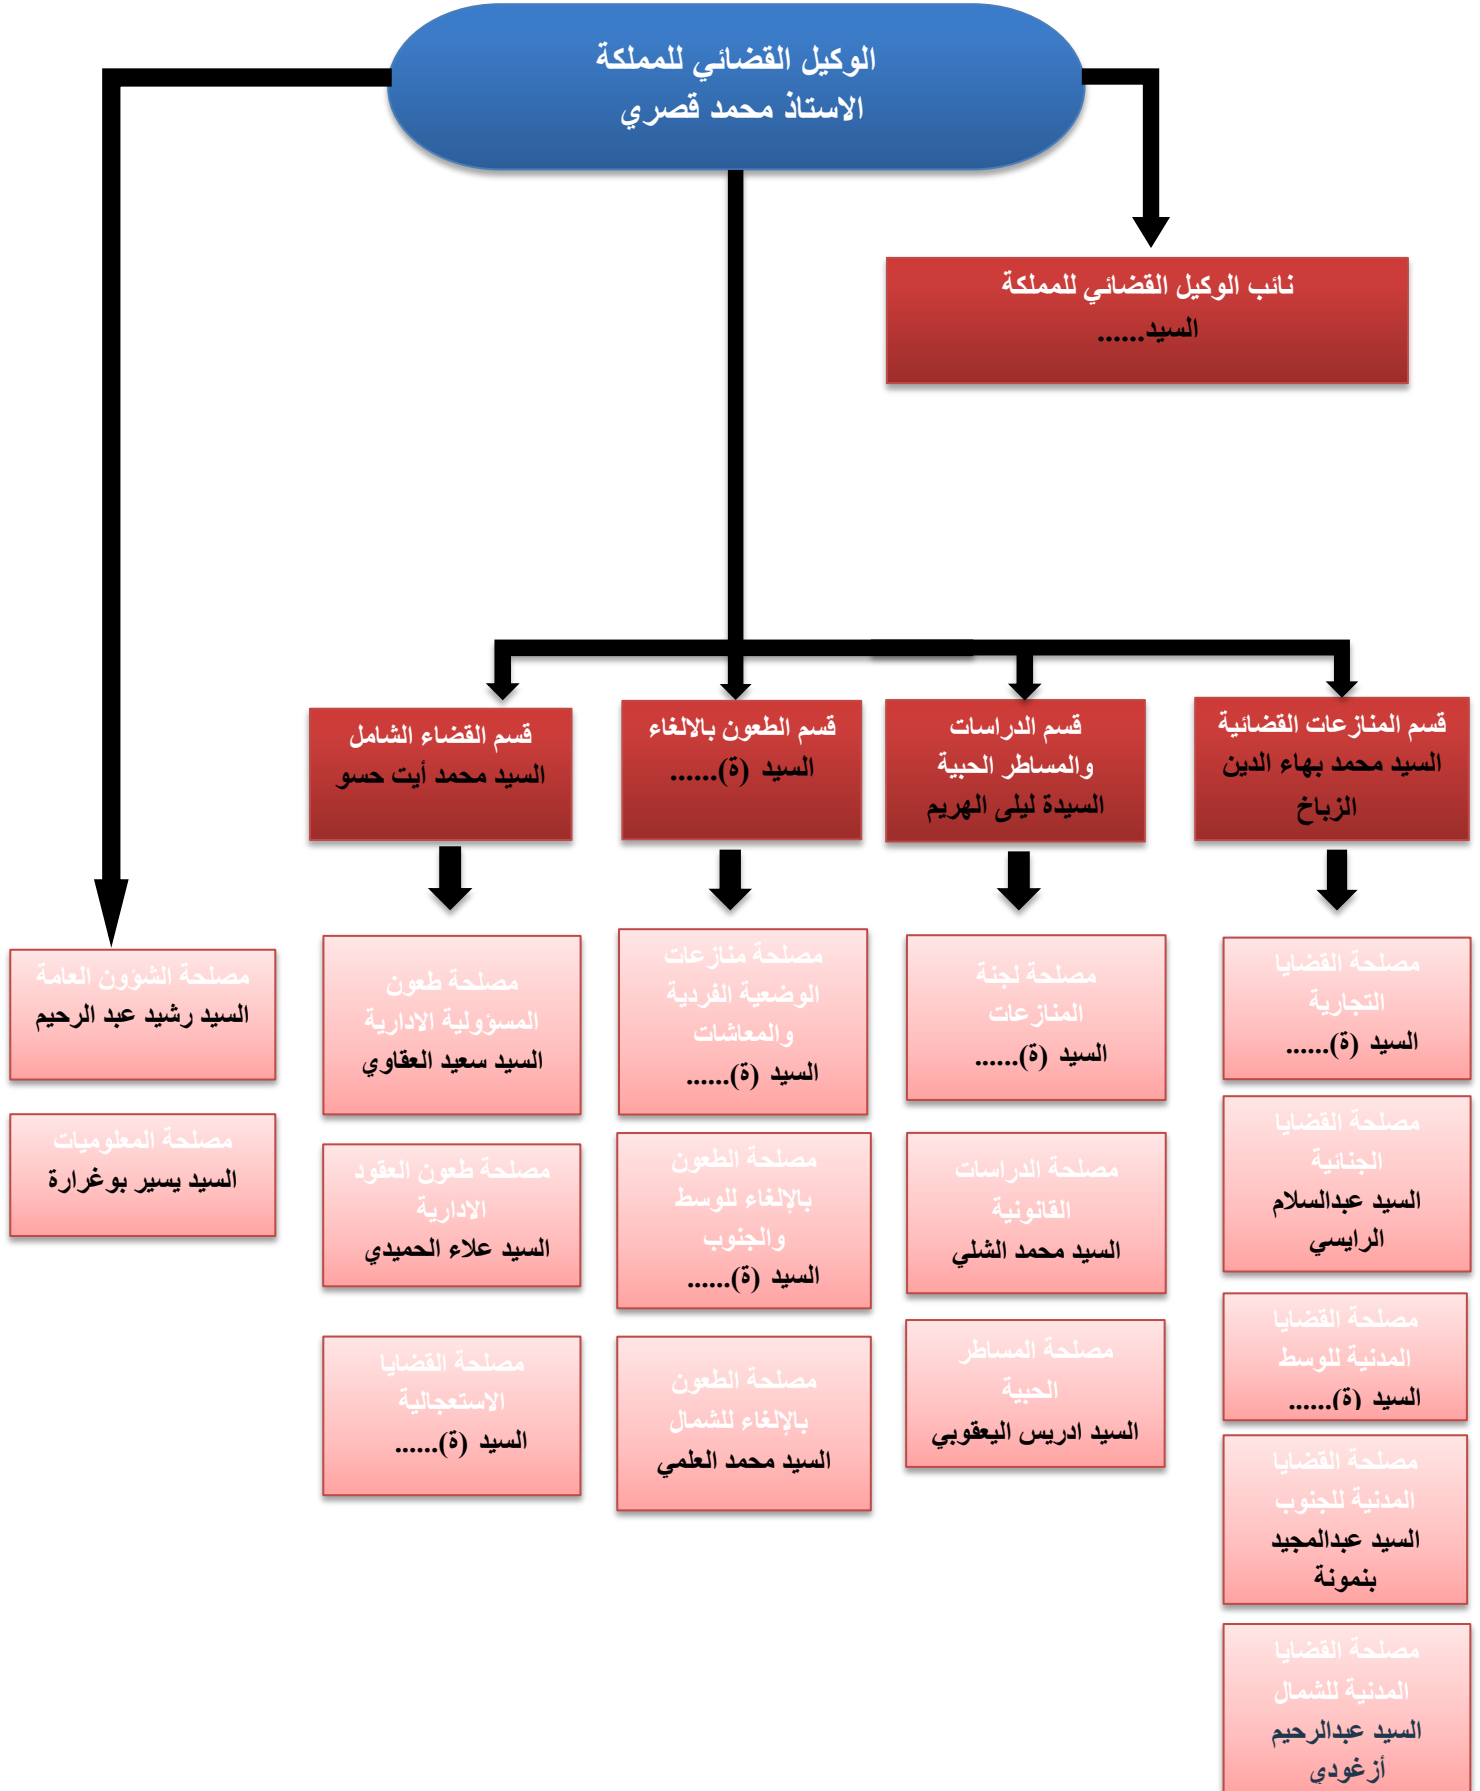 الوكيل القضائي للمملكة
الاستاذ محمد قصري
نائب الوكيل القضائي للمملكة
السيد......
قسم المنازعات القضائية
السيد محمد بهاء الدين
الزباخ
قسم الدراسات
والمساطر الحبية
السيدة ليلى الهريم
قسم الطعون بالالغاء
السيد (ة)......
قسم القضاء الشامل
السيد محمد أيت حسو
مصلحة القضايا
التجارية
السيد (ة)......
مصلحة القضايا
الجنائية
السيد عبدالسلام
الرايسي
مصلحة القضايا
المدنية للوسط
السيد (ة)......
مصلحة القضايا
المدنية للجنوب
السيد عبدالمجيد
بنمونة
مصلحة القضايا
المدنية للشمال
السيد عبدالرحيم
أزغودي
مصلحة لجنة
المنازعات
السيد (ة)......
مصلحة الدراسات
القانونية
السيد محمد الشلي
مصلحة المساطر
الحبية
السيد ادريس اليعقوبي
مصلحة منازعات
الوضعية الفردية
والمعاشات
السيد (ة)......
مصلحة الطعون
بالإلغاء للوسط
والجنوب
السيد (ة)......
مصلحة الطعون
بالإلغاء للشمال
السيد محمد العلمي
مصلحة طعون
المسؤولية الادارية
السيد سعيد العقاوي
مصلحة طعون العقود
الادارية
السيد علاء الحميدي
مصلحة القضايا
الاستعجالية
السيد (ة)......
مصلحة الشؤون العامة
السيد رشيد عبد الرحيم
مصلحة المعلوميات
السيد يسير بوغرارة